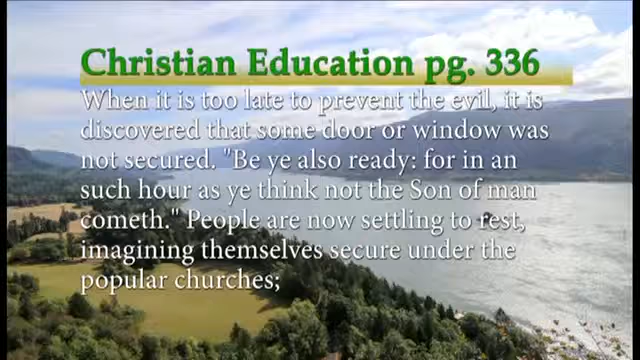 Christian Education pg. 336
When it is too late to prevent the evil, it is
discovered that some door or window was
not secured. "Be ye also ready: for in an
such hour as ye think not the Son of man
cometh." People are now settling to rest,
imagining themselves secure under the
popular churches;